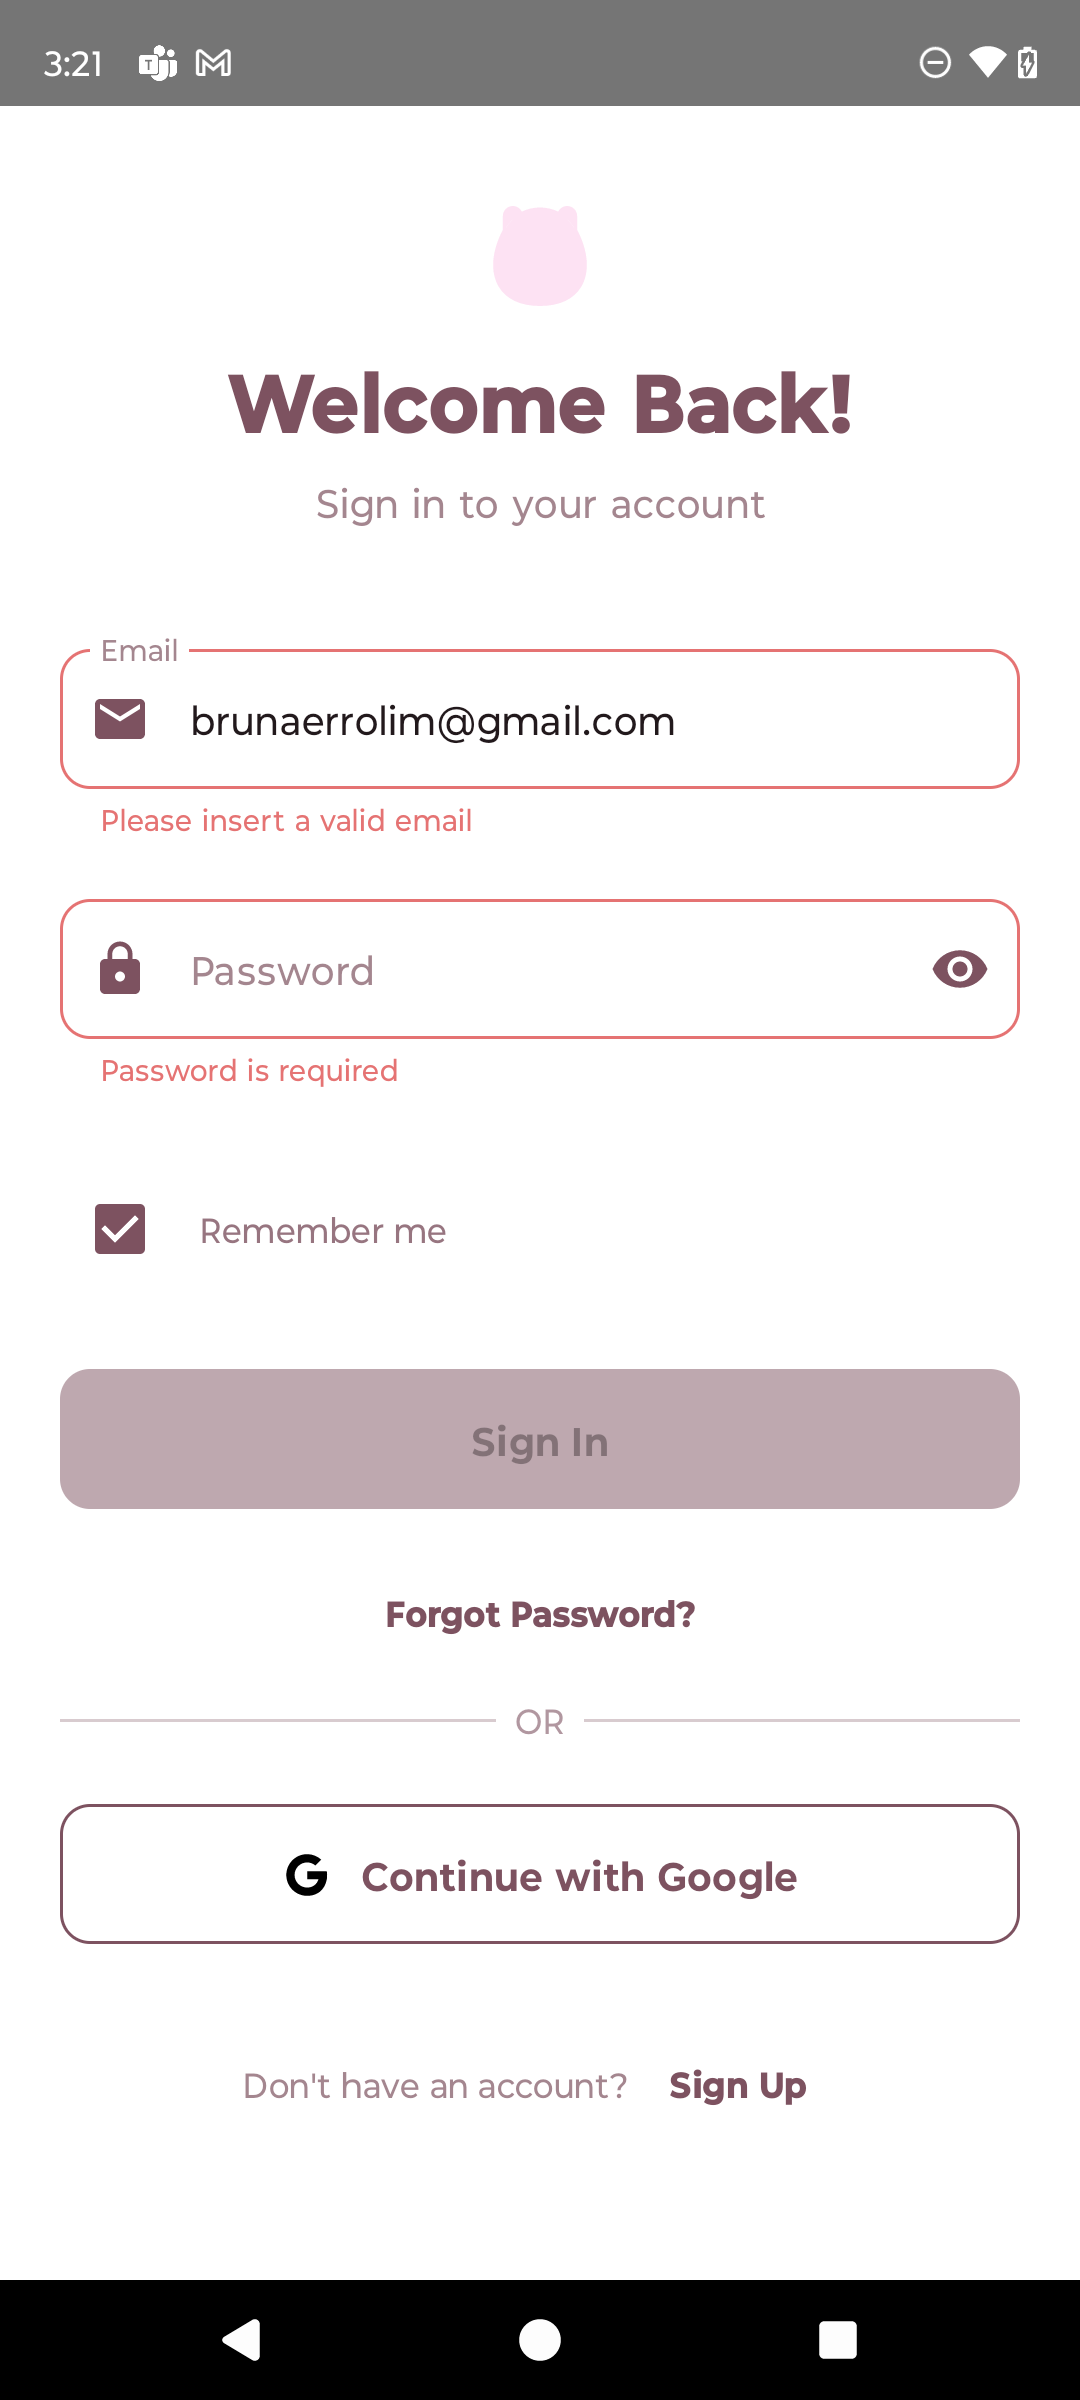 3:21
Welcome Back!
Sign in to your account
Email
brunaerrolim@gmail.com
Please insert a valid email
Password
Password is required
Remember me
Sign In
Forgot Password?
OR
Continue with Google
Don't have an account? Sign Up